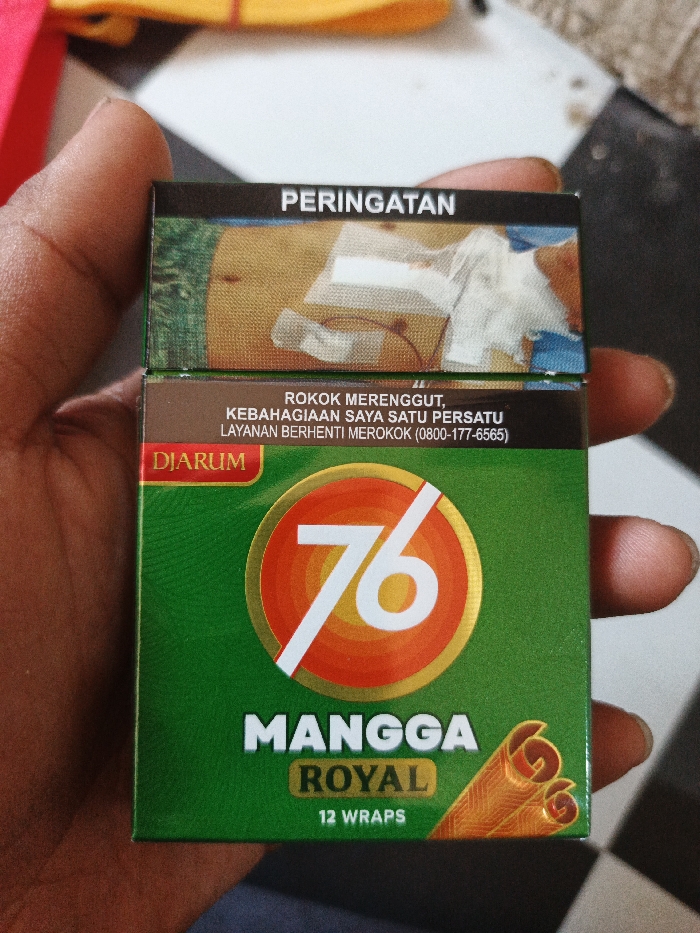 PERINGATAN
ROKOK MERENGGUT,
KEBAHAGIAAN SAYA SATU PERSATU
LAYANAN BERHENTI MEROKOK (0800-177-6565)
DJARUM
76
MANGGA
ROYAL
12 WRAPS